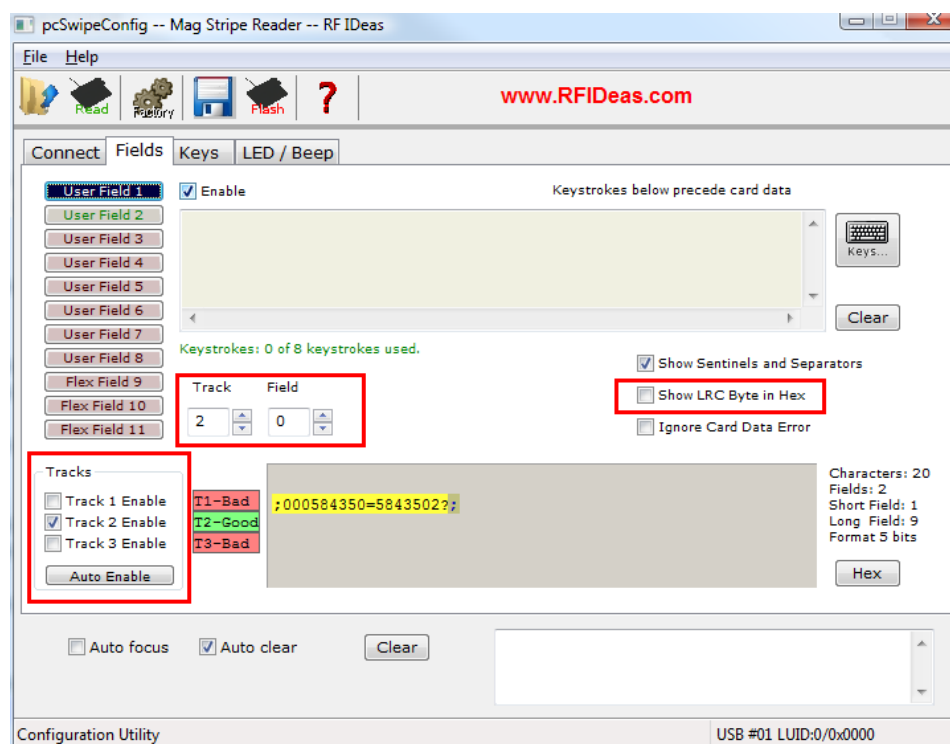 pcSwipeConfig -- Mag Stripe Reader -- RF IDeas
File Help
Read Factory Flash ? www.RFIDeas.com
Connect Fields Keys LED / Beep
User Field 1 Enable Keystrokes below precede card data
User Field 2
User Field 3
User Field 4
User Field 5
User Field 6
User Field 7
User Field 8
Flex Field 9
Flex Field 10
Flex Field 11
Keys...
Clear
Keystrokes: 0 of 8 keystrokes used.
Show Sentinels and Separators
Track Field
Show LRC Byte in Hex
2 0
Ignore Card Data Error
Tracks
Track 1 Enable
Track 2 Enable
Track 3 Enable
Auto Enable
T1-Bad
T2-Good
T3-Bad
;000584350=5843502?;
Characters: 20
Fields: 2
Short Field: 1
Long Field: 9
Format 5 bits
Hex
Auto focus Auto clear Clear
Configuration Utility USB #01 LUID:0/0x0000